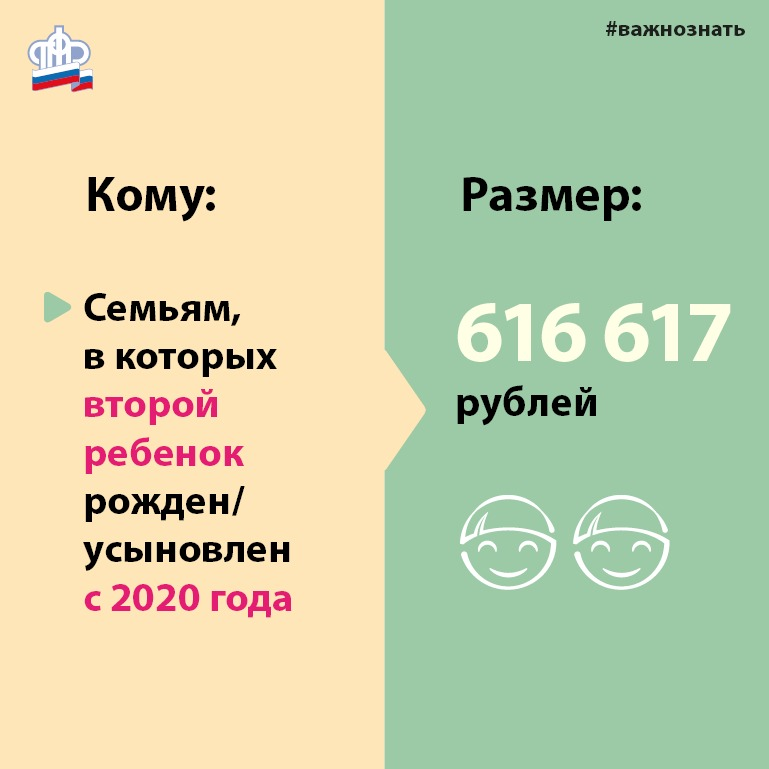 #важнознать
Кому:
Семьям,
в которых
второй
ребенок
рожден/
усыновлен
с 2020 года
Размер:
616 617
рублей